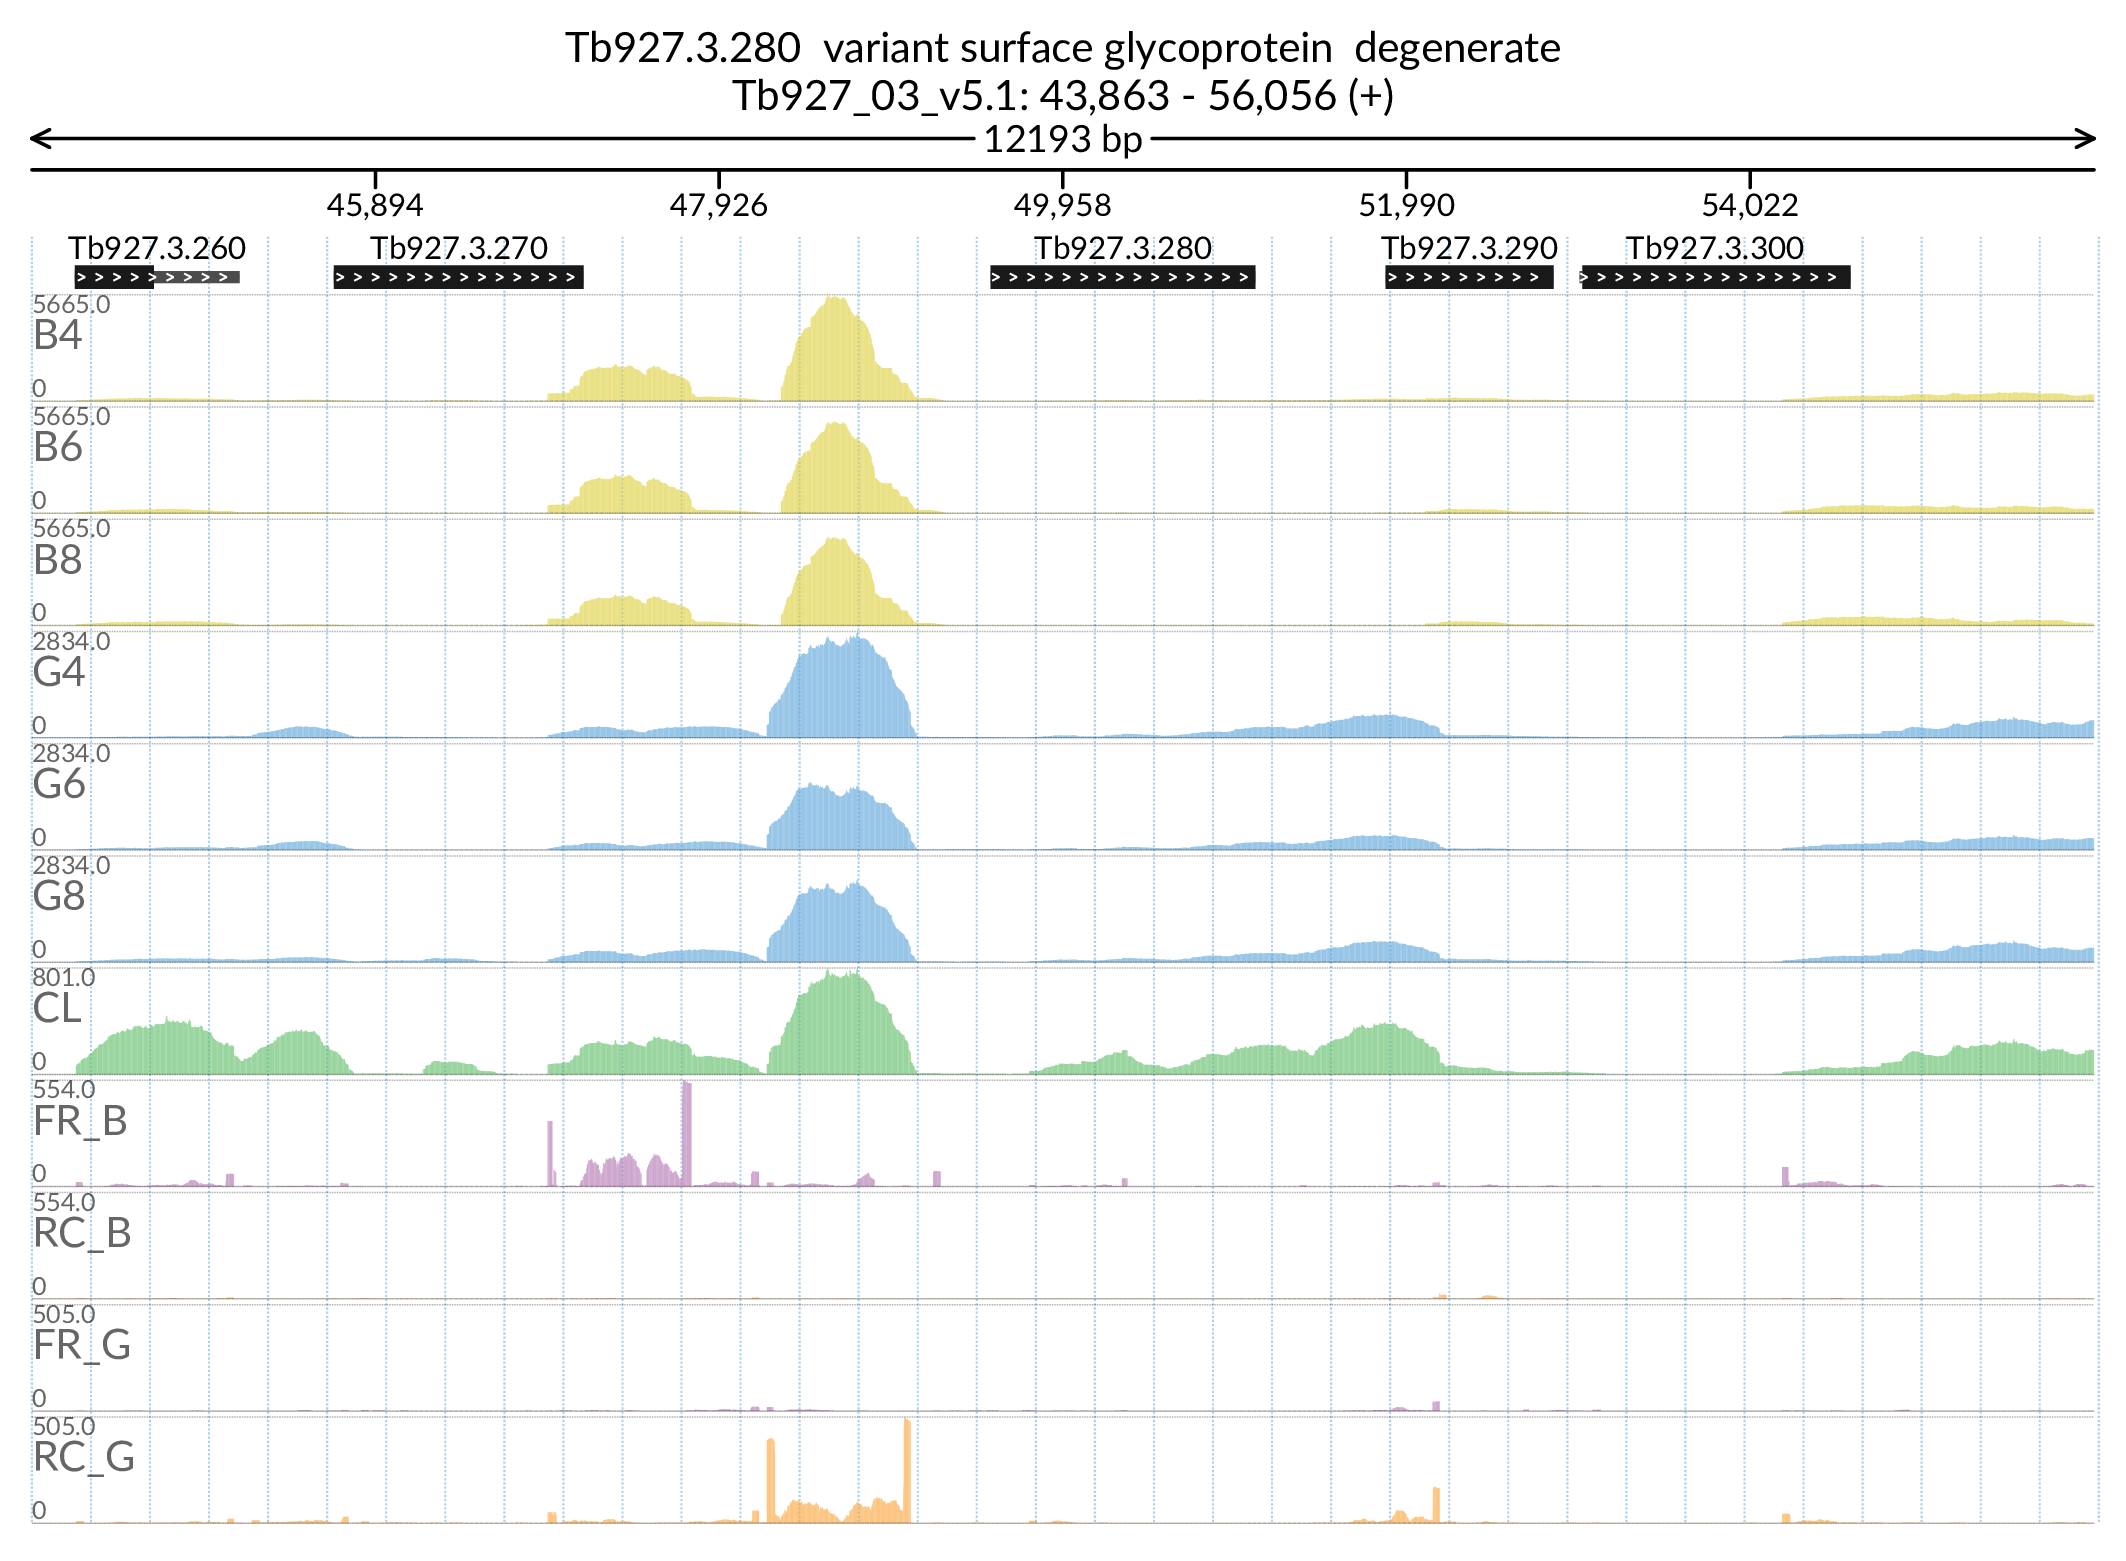 Tb927.3.280  variant surface glycoprotein  degenerate
Tb927_03_v5.1: 43,863 - 56,056 (+)
12193 bp
45,894 47,926 49,958 51,990 54,022
Tb927.3.260 Tb927.3.270 Tb927.3.280 Tb927.3.290 Tb927.3.300
5665.0
B4
0
5665.0
B6
0
5665.0
B8
0
2834.0
G4
0
2834.0
G6
0
2834.0
G8
0
801.0
CL
0
554.0
FR_B
0
554.0
RC_B
0
505.0
FR_G
0
505.0
RC_G
0